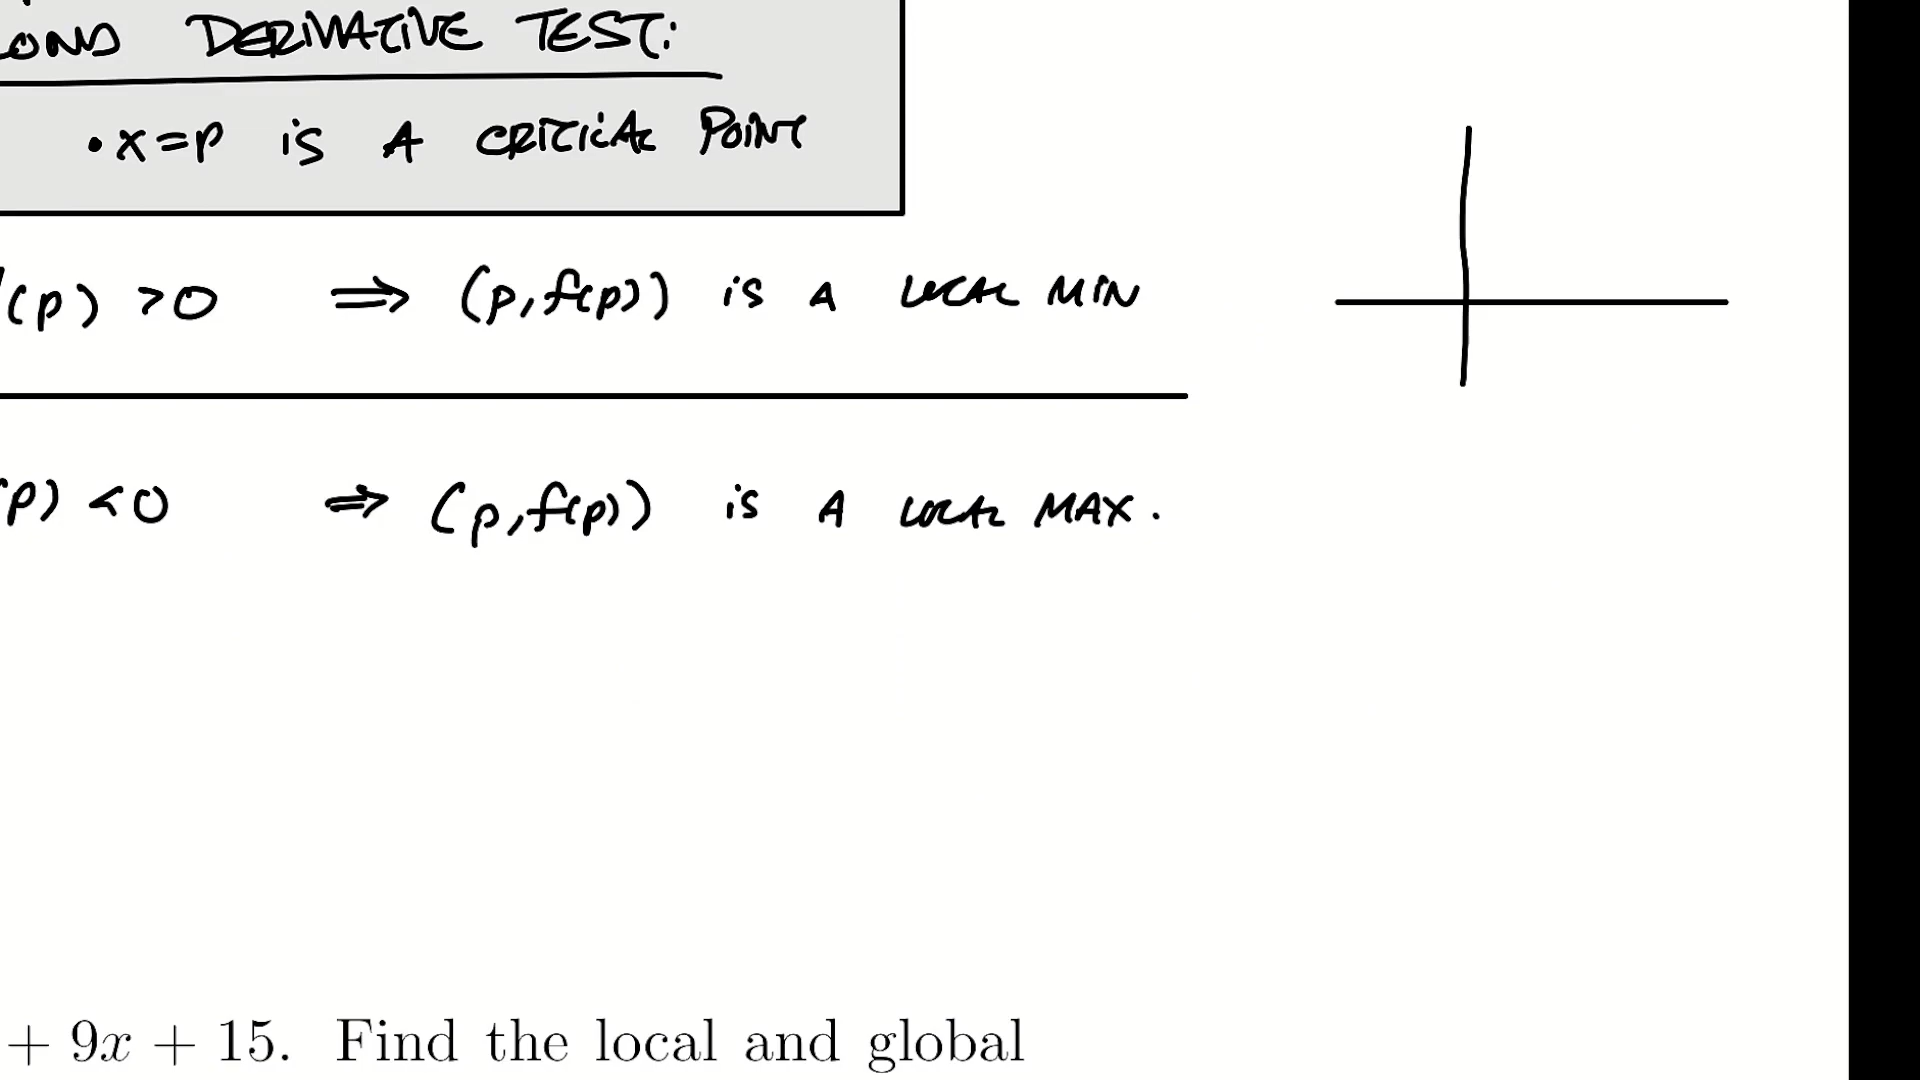 DERIVATIVE TEST:
• x=p is A CRITICAL POINT
(p) >0 ⇒ (p, f(p)) is A LOCAL MIN
p) <0 ⇒ (p, f(p)) is A LOCAL MAX.
+ 9x + 15. Find the local and global